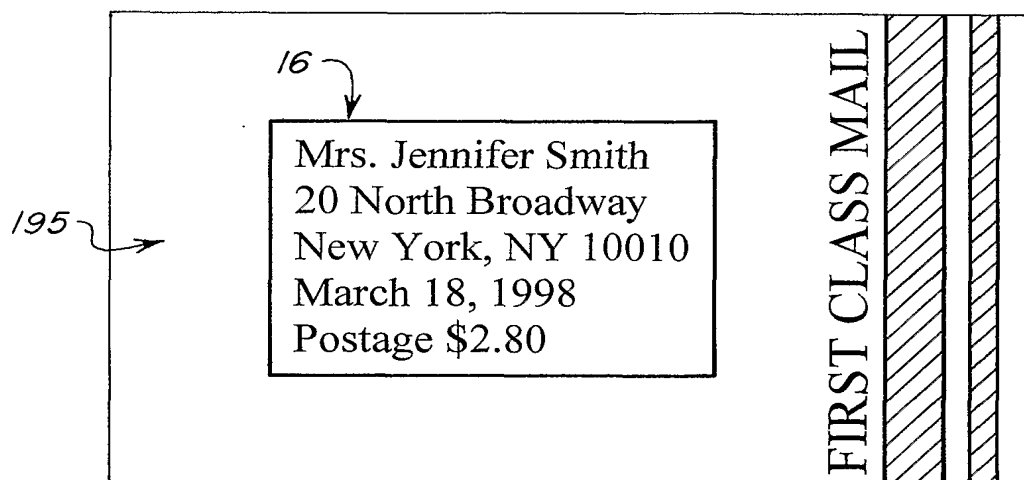 16
Mrs. Jennifer Smith
20 North Broadway
New York, NY 10010
March 18, 1998
Postage $2.80
195
FIRST CLASS MAIL